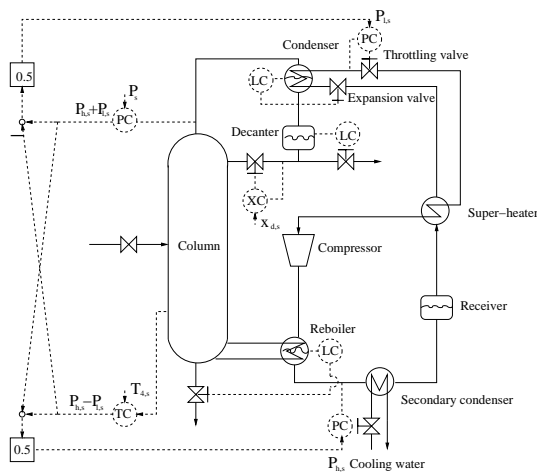 P_l,s
Condenser
PC
Throttling valve
0.5
LC
P_s
Expansion valve
P_h,s+P_l,s
PC
Decanter
LC
XC
x_d,s
Super-heater
Column
Compressor
Receiver
Reboiler
LC
P_h,s-P_l,s
T_4,s
TC
Secondary condenser
PC
0.5
P_h,s
Cooling water